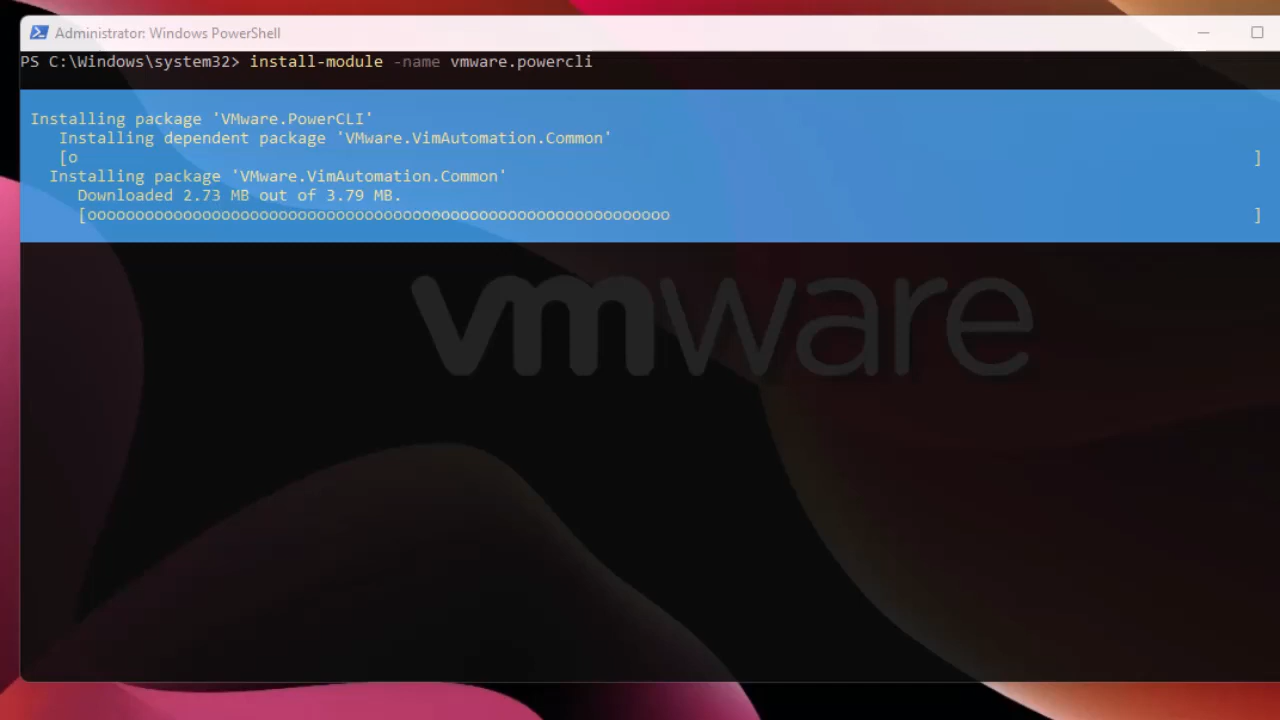 Administrator: Windows PowerShell
PS C:\Windows\system32> install-module -name vmware.powercli
Installing package 'VMware.PowerCLI'
Installing dependent package 'VMware.VimAutomation.Common'
[o ]
Installing package 'VMware.VimAutomation.Common'
Downloaded 2.73 MB out of 3.79 MB.
[ooooooooooooooooooooooooooooooooooooooooooooooooooooooooooooo ]
vmware